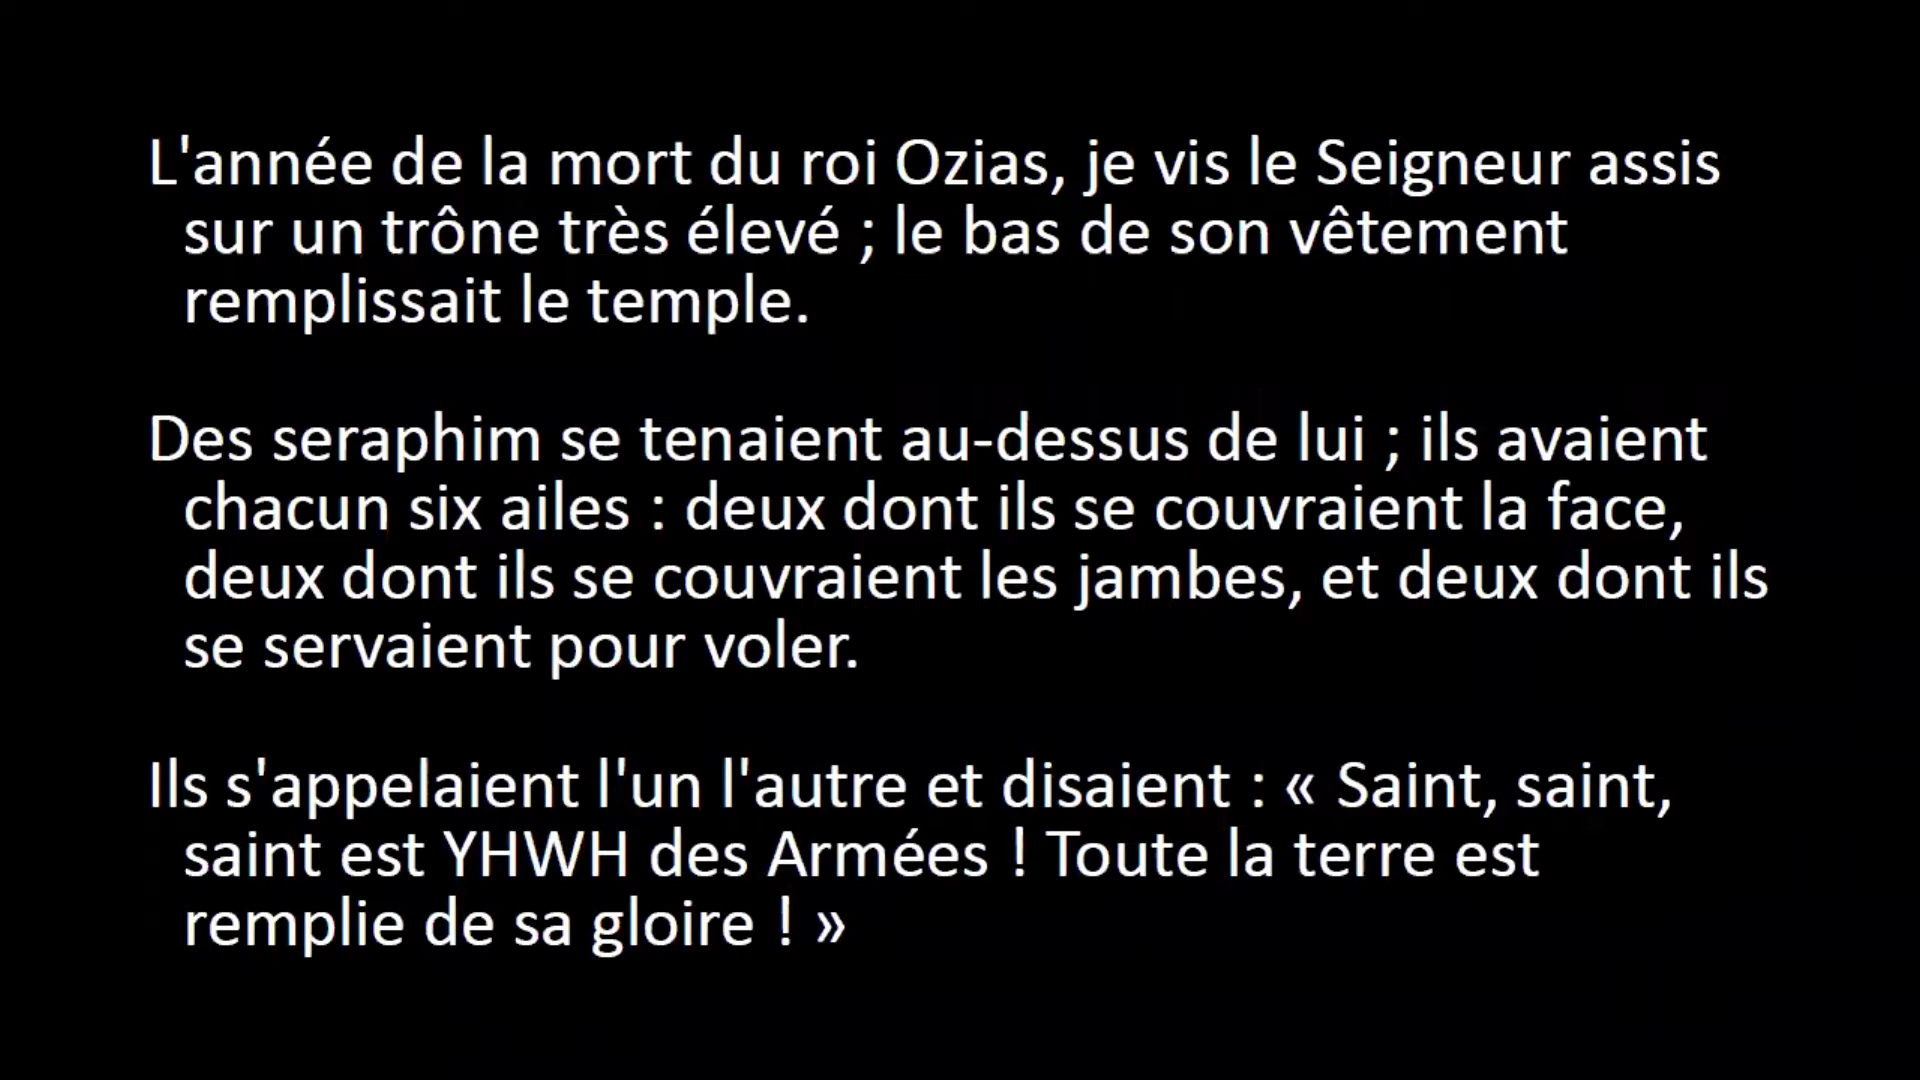 L'année de la mort du roi Ozias, je vis le Seigneur assis
sur un trône très élevé ; le bas de son vêtement
remplissait le temple.
Des seraphim se tenaient au-dessus de lui ; ils avaient
chacun six ailes : deux dont ils se couvraient la face,
deux dont ils se couvraient les jambes, et deux dont ils
se servaient pour voler.
Ils s'appelaient l'un l'autre et disaient : « Saint, saint,
saint est YHWH des Armées ! Toute la terre est
remplie de sa gloire ! »